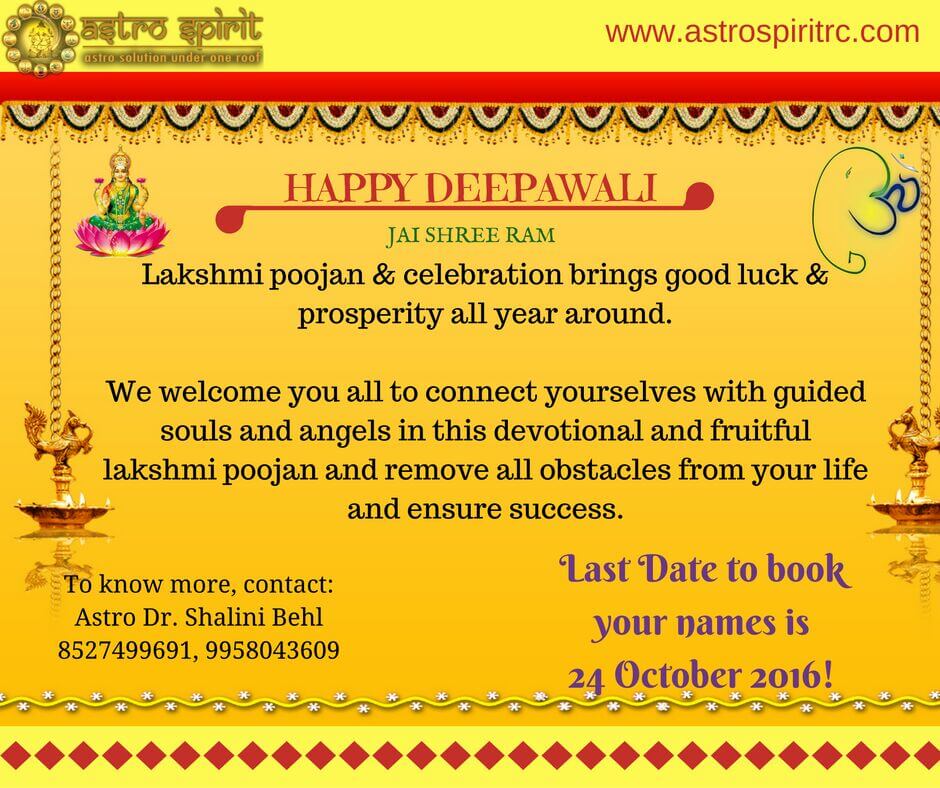 astro spirit
astro solution under one roof
www.astrospiritrc.com
HAPPY DEEPAWALI
JAI SHREE RAM
Lakshmi poojan & celebration brings good luck &
prosperity all year around.
We welcome you all to connect yourselves with guided
souls and angels in this devotional and fruitful
lakshmi poojan and remove all obstacles from your life
and ensure success.
To know more, contact:
Astro Dr. Shalini Behl
8527499691, 9958043609
Last Date to book
your names is
24 October 2016!